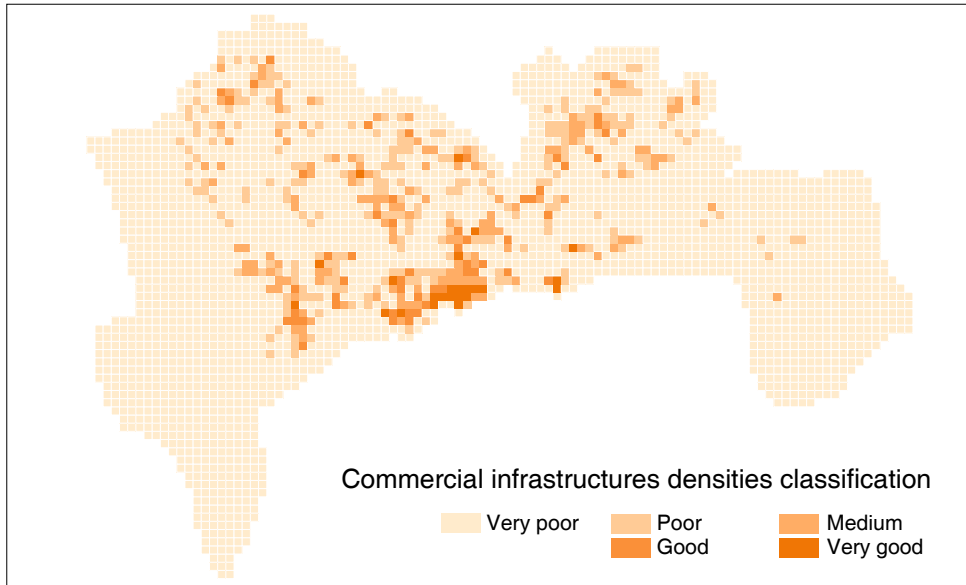 Commercial infrastructures densities classification
Very poor Poor Medium
Good Very good